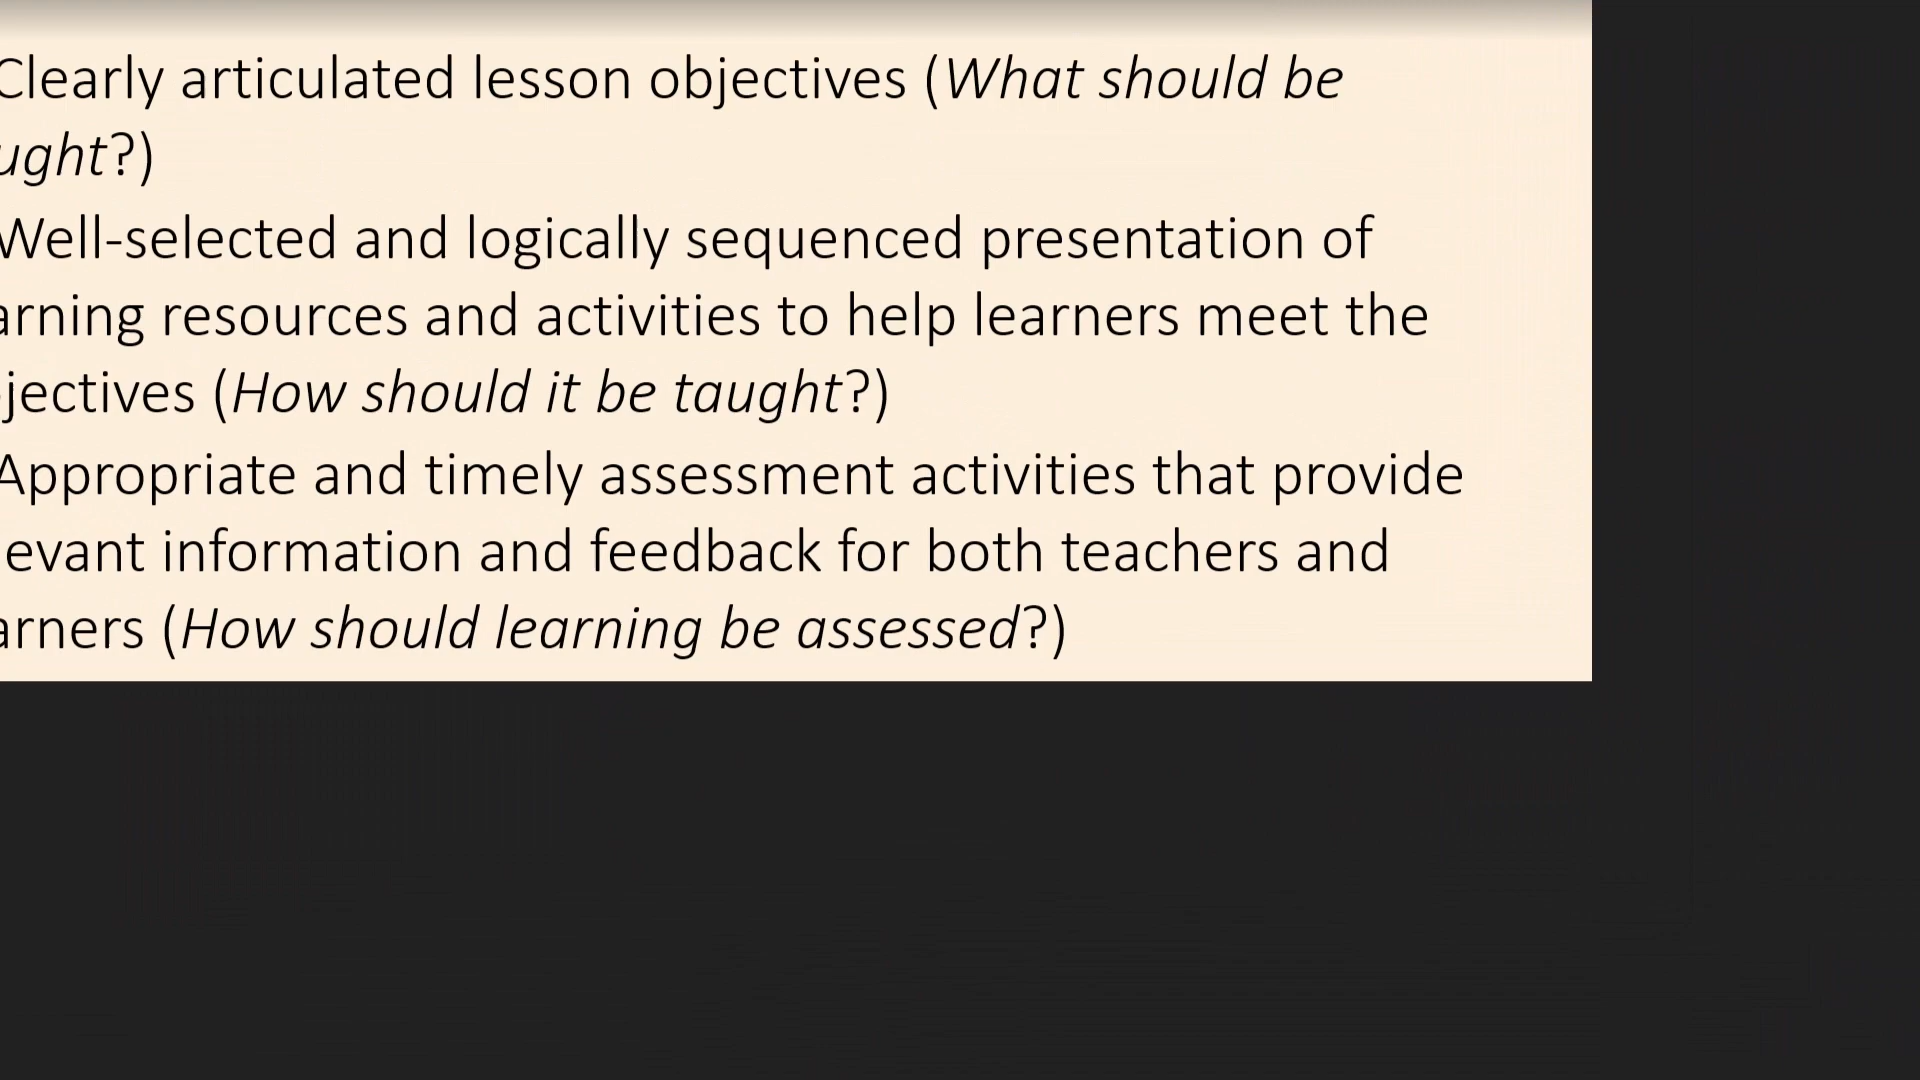 Clearly articulated lesson objectives (What should be
ught?)
Well-selected and logically sequenced presentation of
arning resources and activities to help learners meet the
jectives (How should it be taught?)
Appropriate and timely assessment activities that provide
evant information and feedback for both teachers and
arners (How should learning be assessed?)